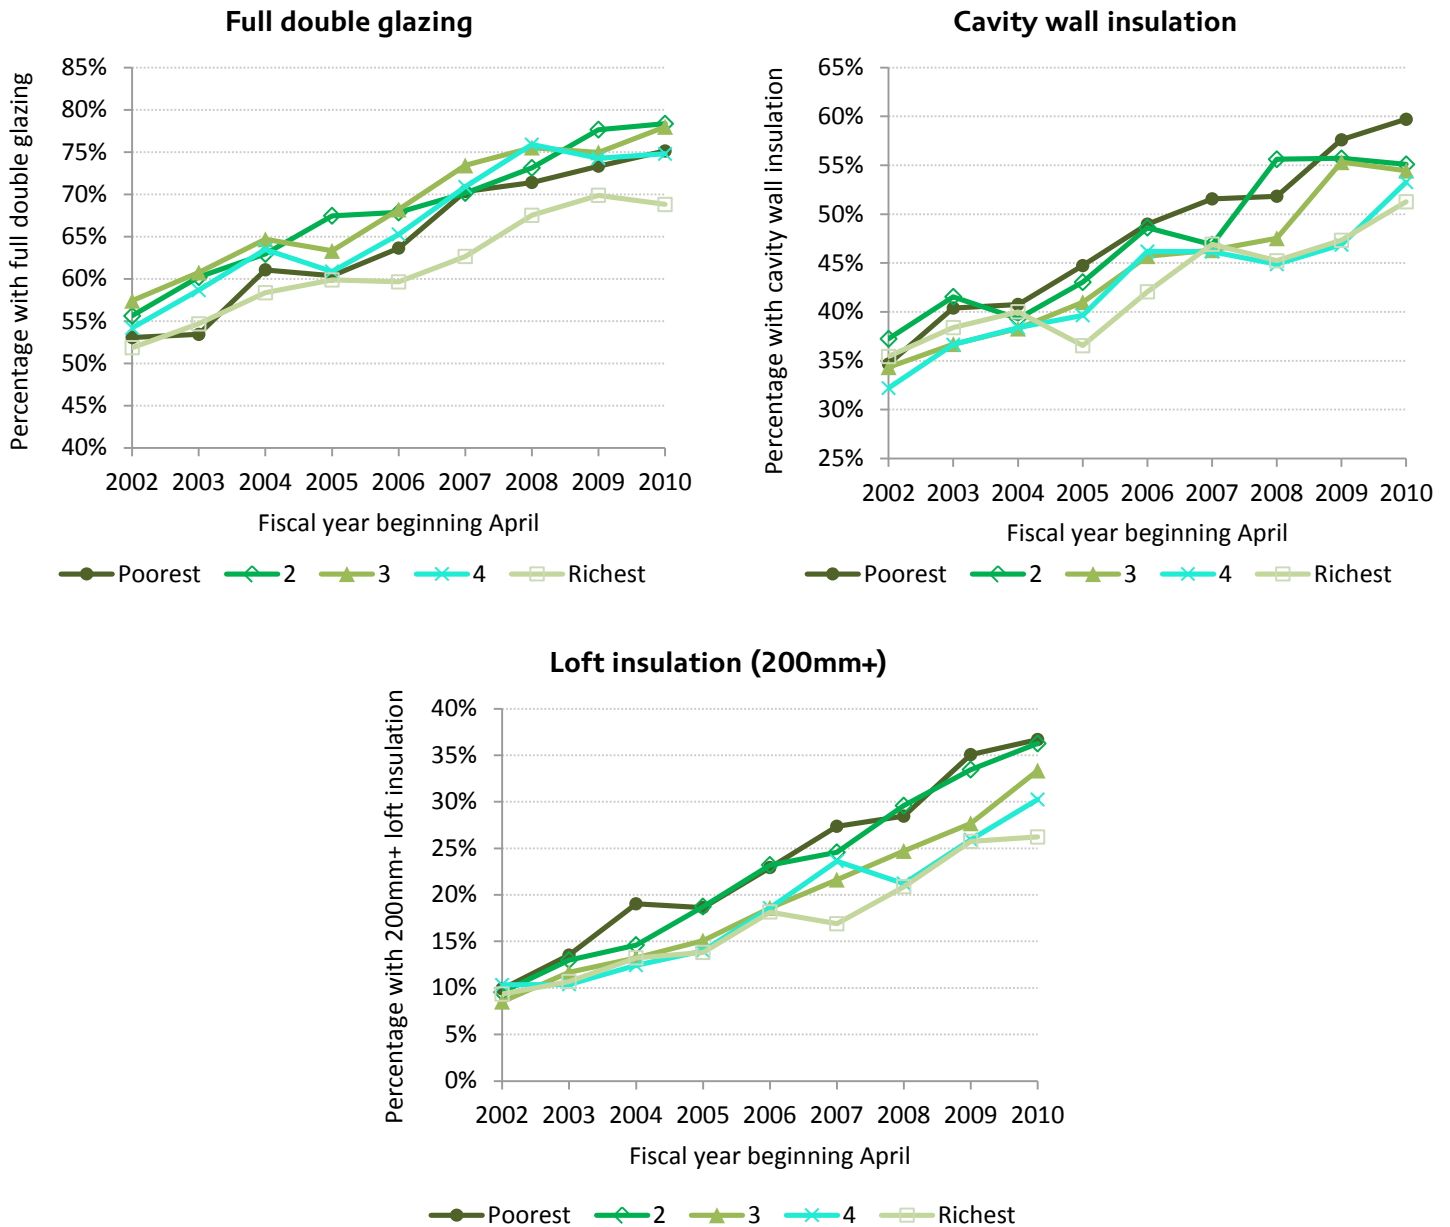 Full double glazing
Percentage with full double glazing
85%
80%
75%
70%
65%
60%
55%
50%
45%
40%
2002 2003 2004 2005 2006 2007 2008 2009 2010
Fiscal year beginning April
Poorest 2 3 4 Richest
Cavity wall insulation
Percentage with cavity wall insulation
65%
60%
55%
50%
45%
40%
35%
30%
25%
2002 2003 2004 2005 2006 2007 2008 2009 2010
Fiscal year beginning April
Poorest 2 3 4 Richest
Loft insulation (200mm+)
Percentage with 200mm+ loft insulation
40%
35%
30%
25%
20%
15%
10%
5%
0%
2002 2003 2004 2005 2006 2007 2008 2009 2010
Fiscal year beginning April
Poorest 2 3 4 Richest